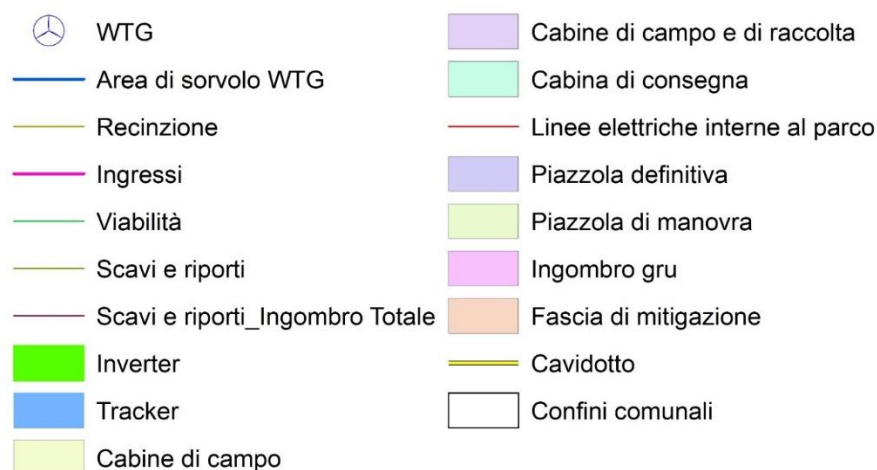 WTG
Area di sorvolo WTG
Recinzione
Ingressi
Viabilità
Scavi e riporti
Scavi e riporti_Ingombro Totale
Inverter
Tracker
Cabine di campo
Cabine di campo e di raccolta
Cabina di consegna
Linee elettriche interne al parco
Piazzola definitiva
Piazzola di manovra
Ingombro gru
Fascia di mitigazione
Cavidotto
Confini comunali